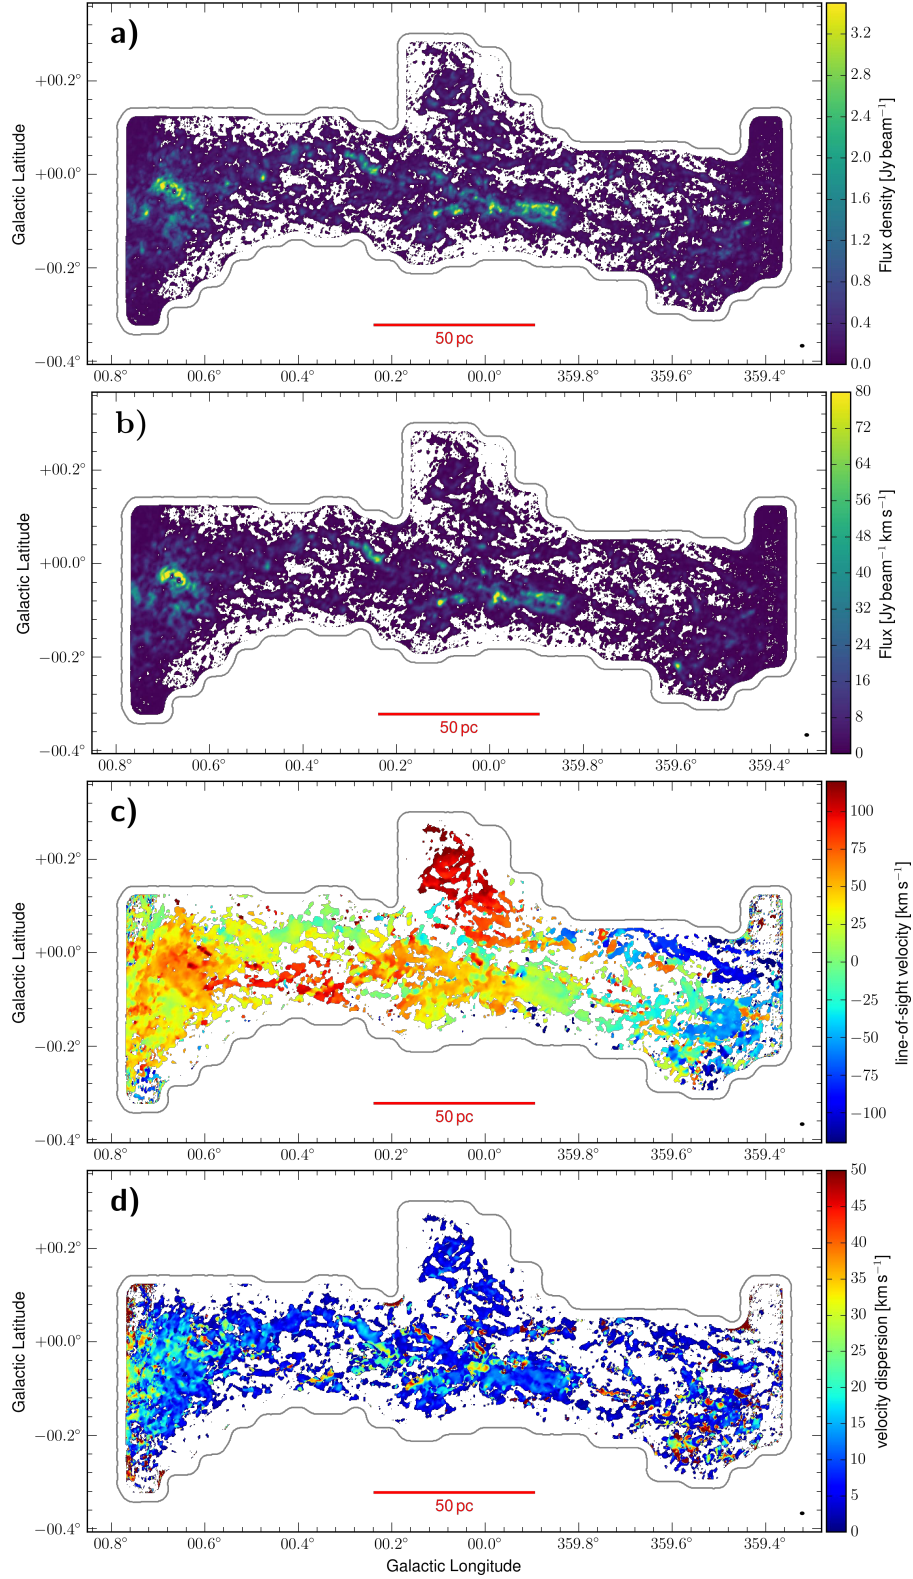 a)
+00.2°
+00.0°
−00.2°
−00.4°
Galactic Latitude
50 pc
00.8° 00.6° 00.4° 00.2° 00.0° 359.8° 359.6° 359.4°
3.2
2.8
2.4
2.0
1.6
1.2
0.8
0.4
0.0
Flux density [Jy beam⁻¹]
b)
+00.2°
+00.0°
−00.2°
−00.4°
Galactic Latitude
50 pc
00.8° 00.6° 00.4° 00.2° 00.0° 359.8° 359.6° 359.4°
80
72
64
56
48
40
32
24
16
8
0
Flux [Jy beam⁻¹ km s⁻¹]
c)
+00.2°
+00.0°
−00.2°
−00.4°
Galactic Latitude
50 pc
00.8° 00.6° 00.4° 00.2° 00.0° 359.8° 359.6° 359.4°
100
75
50
25
0
−25
−50
−75
−100
line-of-sight velocity [km s⁻¹]
d)
+00.2°
+00.0°
−00.2°
−00.4°
Galactic Latitude
50 pc
00.8° 00.6° 00.4° 00.2° 00.0° 359.8° 359.6° 359.4°
Galactic Longitude
50
45
40
35
30
25
20
15
10
5
0
velocity dispersion [km s⁻¹]